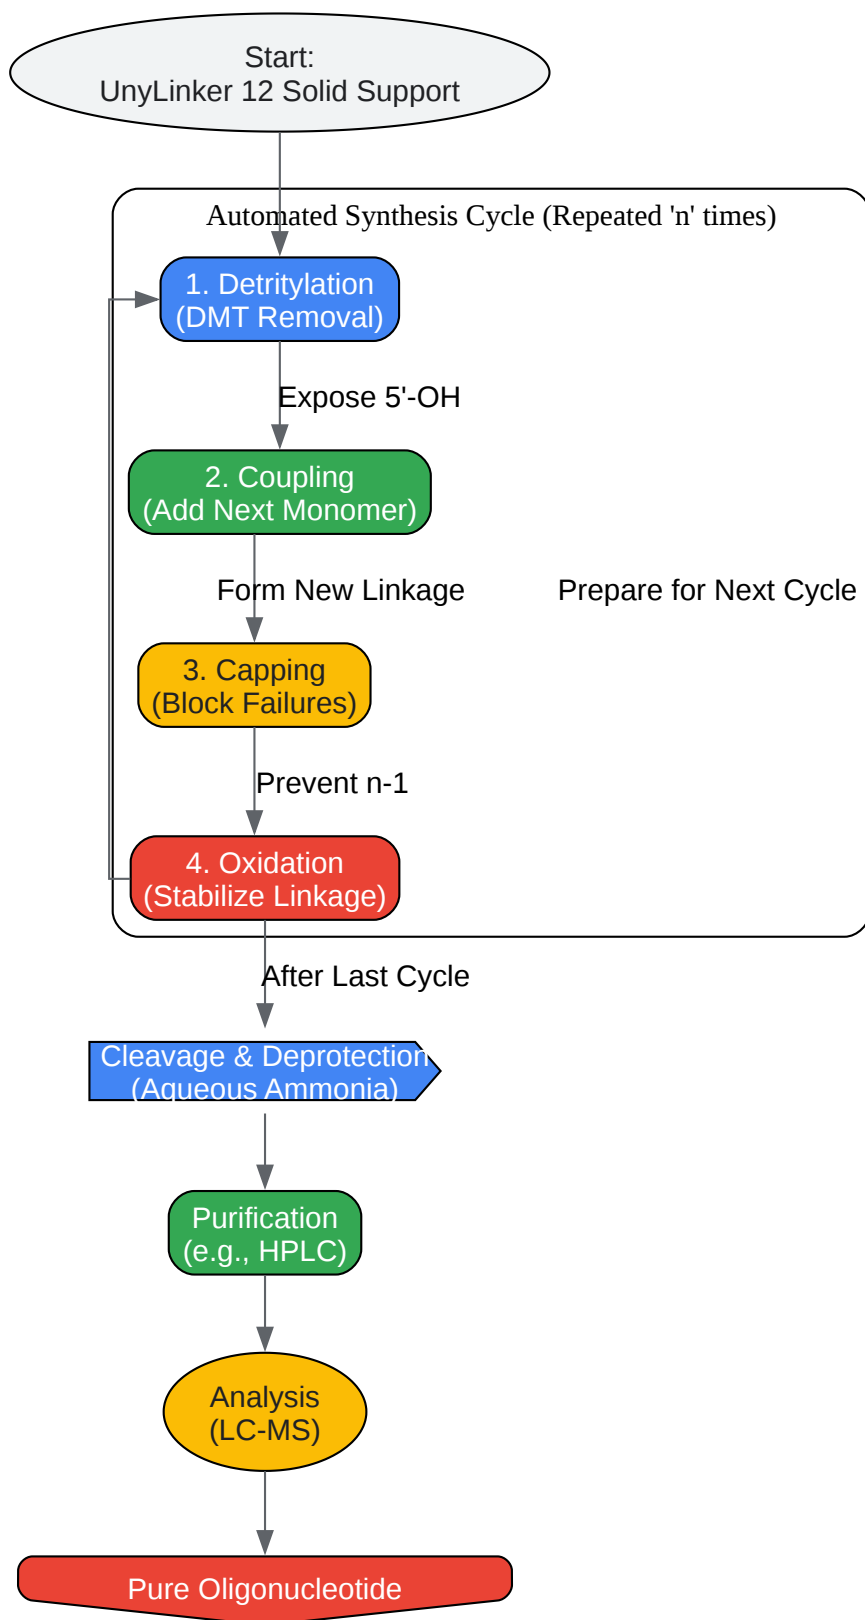 Start:
UnyLinker 12 Solid Support
Automated Synthesis Cycle (Repeated 'n' times)
1. Detritylation
(DMT Removal)
Expose 5'-OH
2. Coupling
(Add Next Monomer)
Form New Linkage
Prepare for Next Cycle
3. Capping
(Block Failures)
Prevent n-1
4. Oxidation
(Stabilize Linkage)
After Last Cycle
Cleavage & Deprotection
(Aqueous Ammonia)
Purification
(e.g., HPLC)
Analysis
(LC-MS)
Pure Oligonucleotide